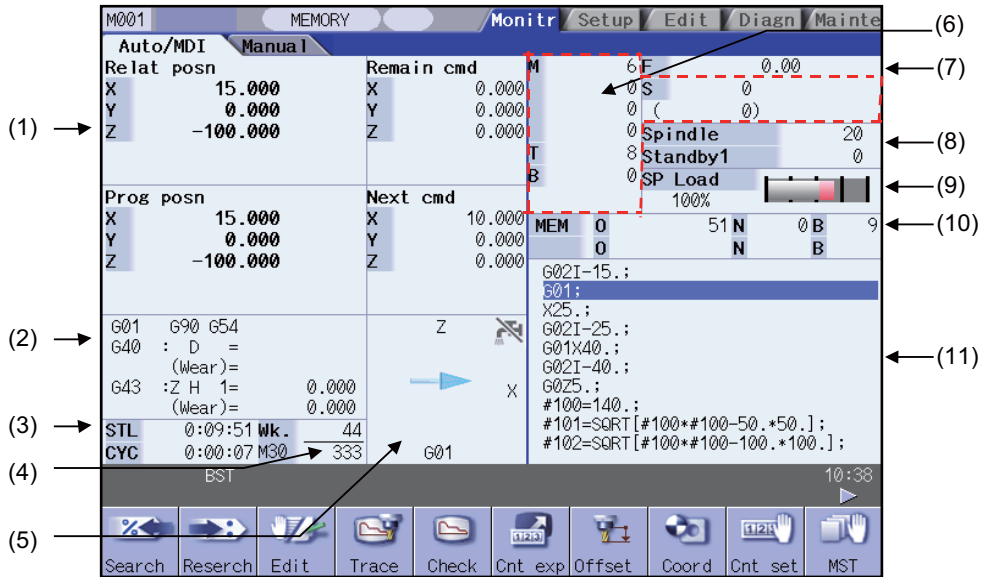 M001 MEMORY Monitr Setup Edit Diagn Mainte
Auto/MDI Manual
Relat posn
X 15.000
Y 0.000
Z -100.000
Remain cmd
X 0.000
Y 0.000
Z 0.000
Prog posn
X 15.000
Y 0.000
Z -100.000
Next cmd
X 10.000
Y 0.000
Z 0.000
M 6
0
0
0
T 8
B 0
F 0.00
S 0
( 0)
Spindle 20
Standby1 0
SP Load
100%
MEM O 51 N 0 B 9
O N B
G02I-15.;
G01;
X25.;
G02I-25.;
G01X40.;
G02I-40.;
G0Z5.;
#100=140.;
#101=SQRT[#100*#100-50.*50.];
#102=SQRT[#100*#100-100.*100.];
G01 G90 G54
G40 : D =
(Wear)=
G43 :Z H 1= 0.000
(Wear)= 0.000
STL 0:09:51 Wk. 44
CYC 0:00:07 M30 333
Z
X
G01
BST 10:38
Search Reserch Edit Trace Check Cnt exp Offset Coord Cnt set MST
(1)
(2)
(3)
(4)
(5)
(6)
(7)
(8)
(9)
(10)
(11)